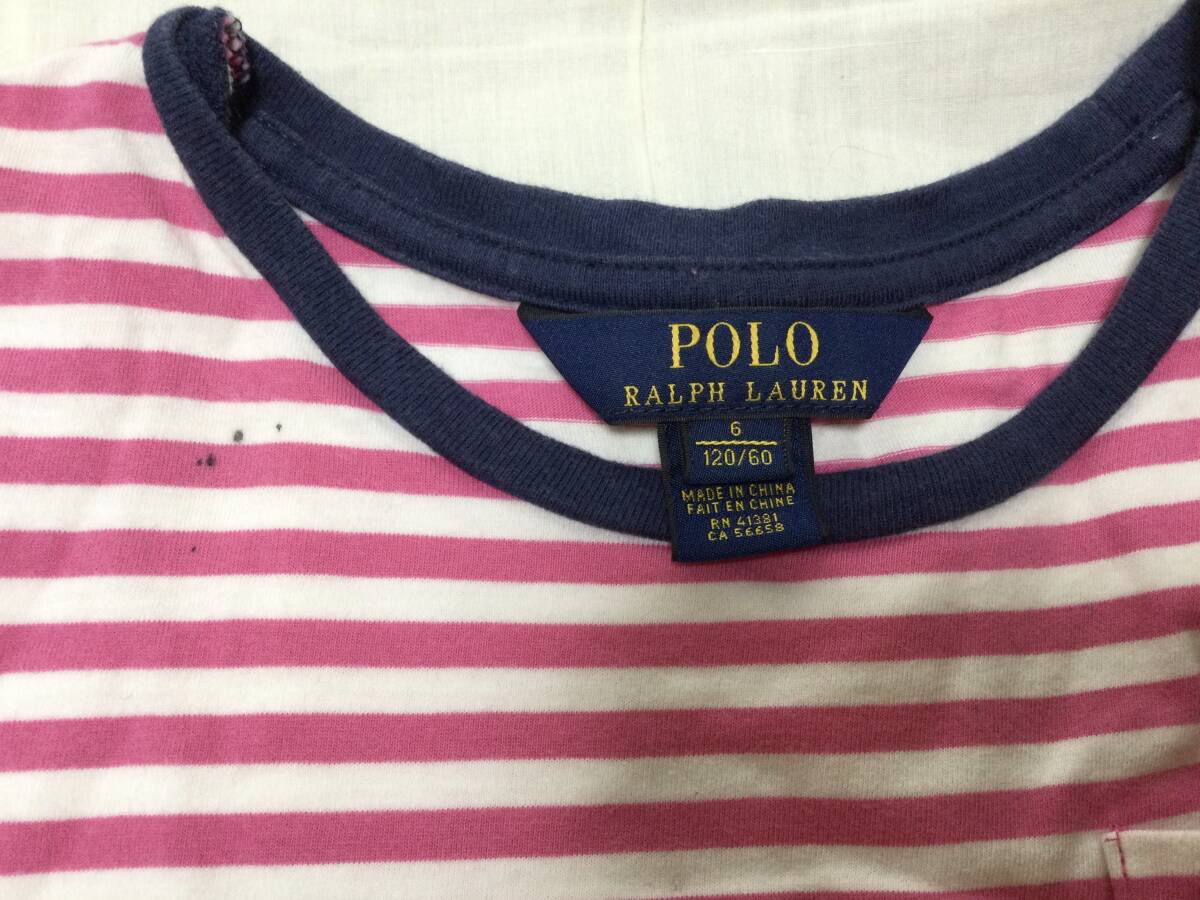 POLO
RALPH LAUREN
6
120/60
MADE IN CHINA
FAIT EN CHINE
RN 41381
CA 56658